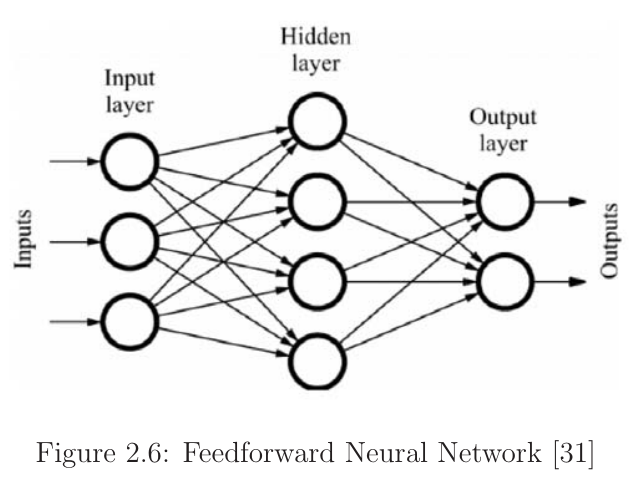 Hidden
layer
Input
layer
Output
layer
Inputs
Outputs
Figure 2.6: Feedforward Neural Network [31]